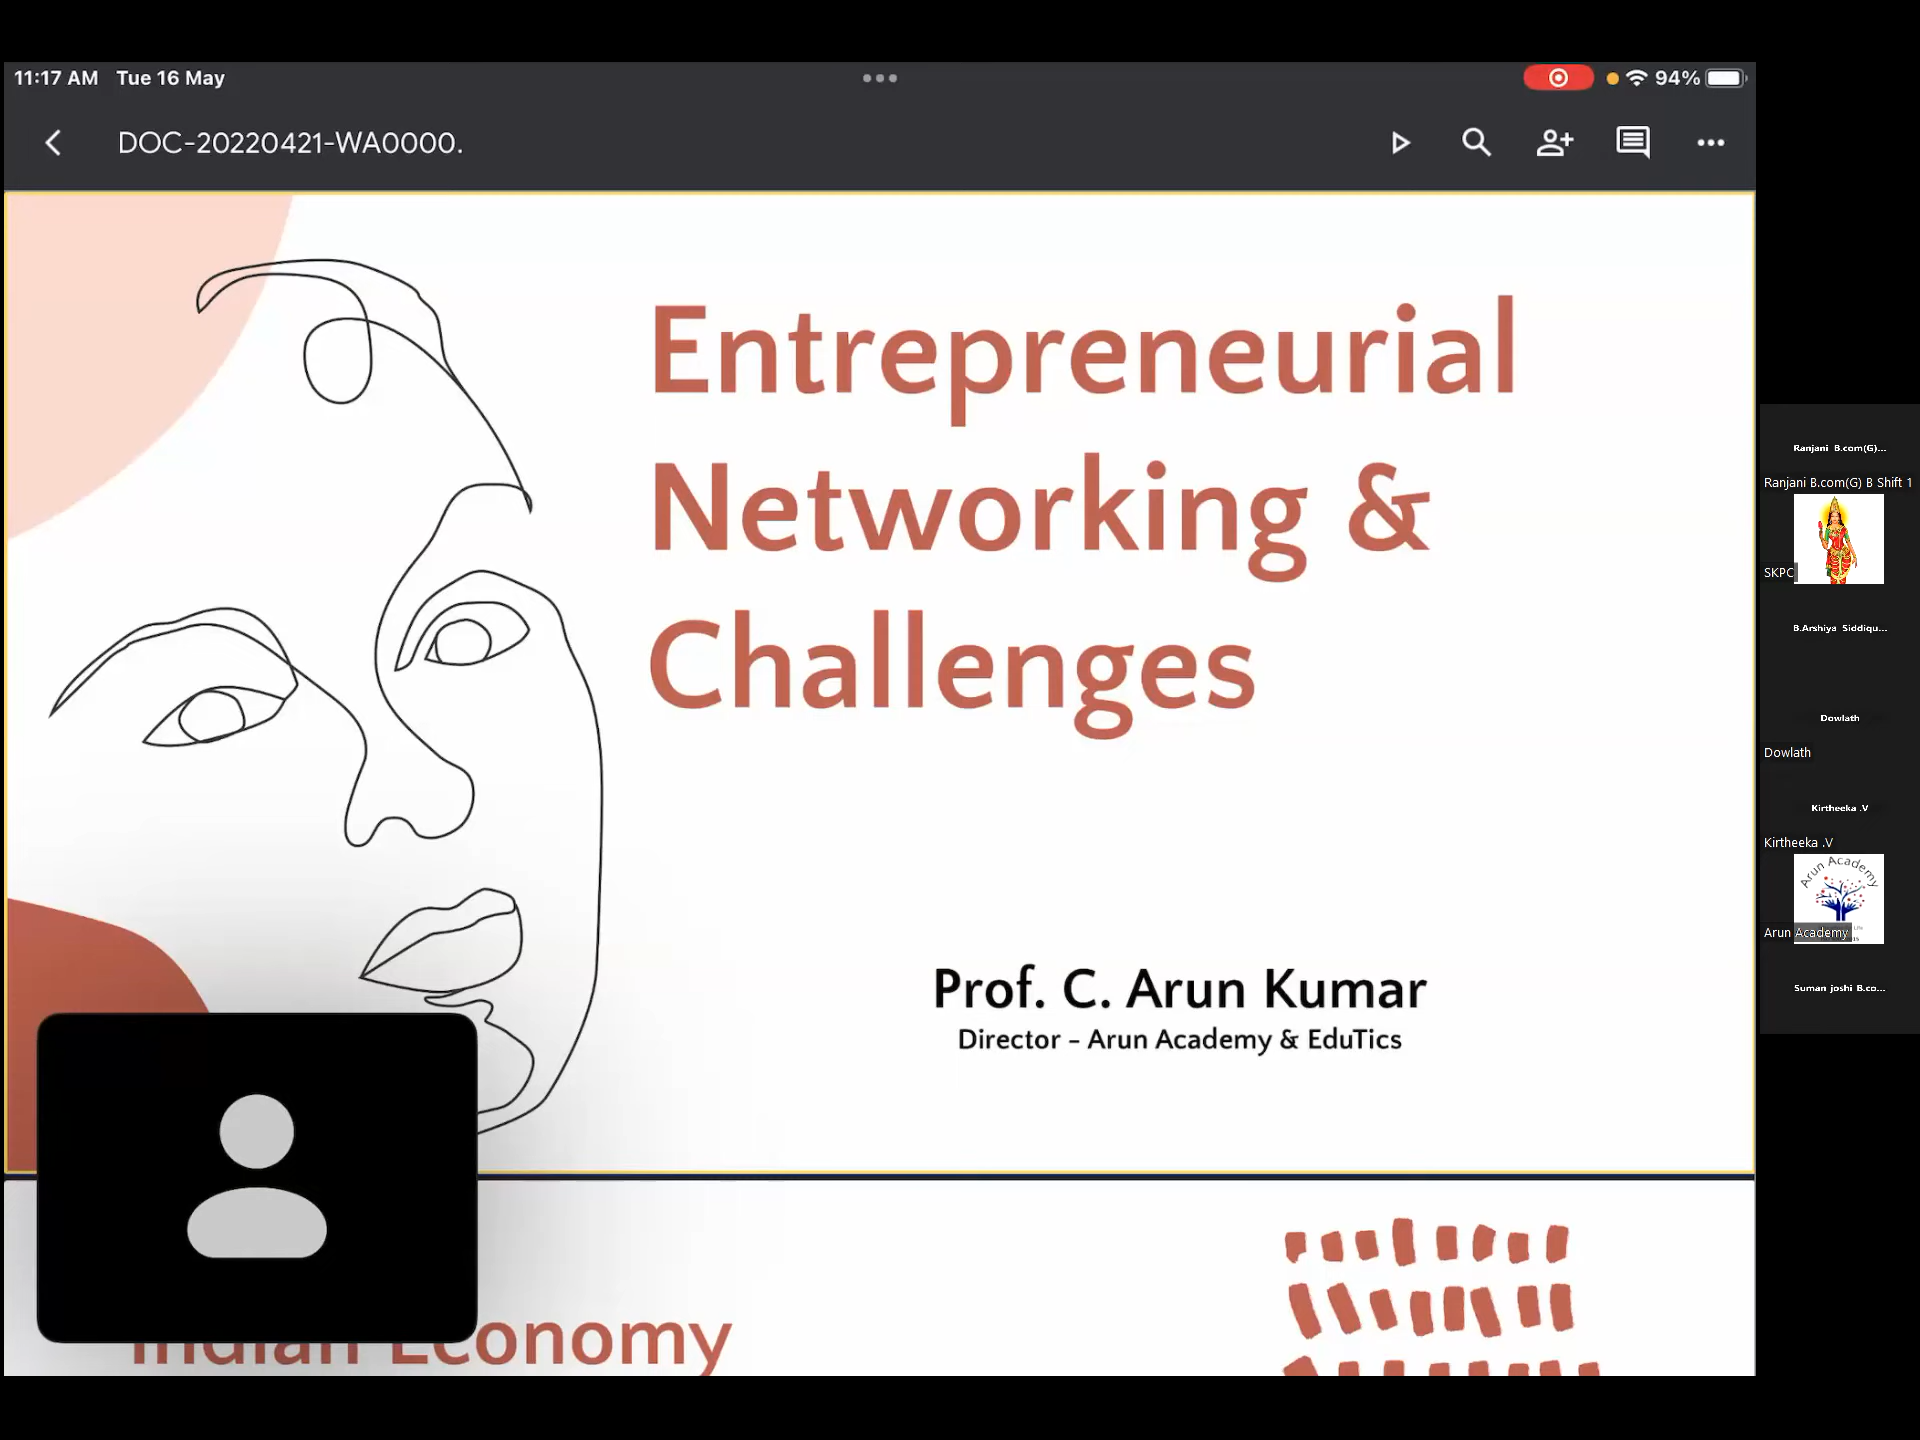 11:17 AM Tue 16 May
94%
DOC-20220421-WA0000.
Entrepreneurial
Networking &
Challenges
Prof. C. Arun Kumar
Director - Arun Academy & EduTics
Indian Economy
Ranjani B.com(G)...
Ranjani B.com(G) B Shift 1
SKPC
B.Arshiya Siddiqu...
Dowlath
Dowlath
Kirtheeka .V
Kirtheeka .V
Arun Academy
Arun Academy
Suman joshi B.co...